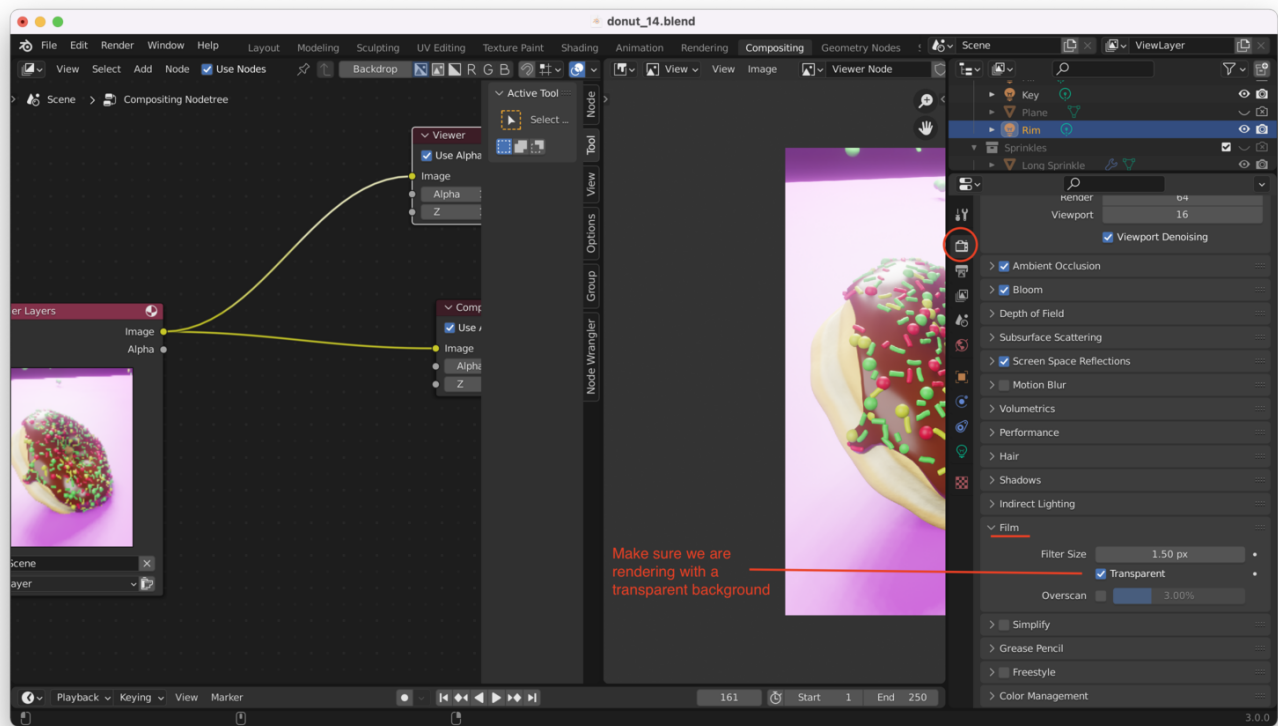 donut_14.blend
File Edit Render Window Help Layout Modeling Sculpting UV Editing Texture Paint Shading Animation Rendering Compositing Geometry Nodes Scene ViewLayer
View Select Add Node Use Nodes Backdrop R G B View View Image Viewer Node
Scene > Compositing Nodetree
Active Tool
Select ...
Node
Tool
View
Options
Group
Node Wrangler
Viewer
Use Alpha
Image
Alpha
Z
er Layers
Image
Alpha
cene
ayer
Comp
Use A
Image
Alpha
Z
Key
Plane
Rim
Sprinkles
Long Sprinkle
Render 64
Viewport 16
Viewport Denoising
Ambient Occlusion
Bloom
Depth of Field
Subsurface Scattering
Screen Space Reflections
Motion Blur
Volumetrics
Performance
Hair
Shadows
Indirect Lighting
Film
Filter Size 1.50 px
Transparent
Overscan 3.00%
Simplify
Grease Pencil
Freestyle
Color Management
Make sure we are
rendering with a
transparent background
Playback Keying View Marker 161 Start 1 End 250
3.0.0